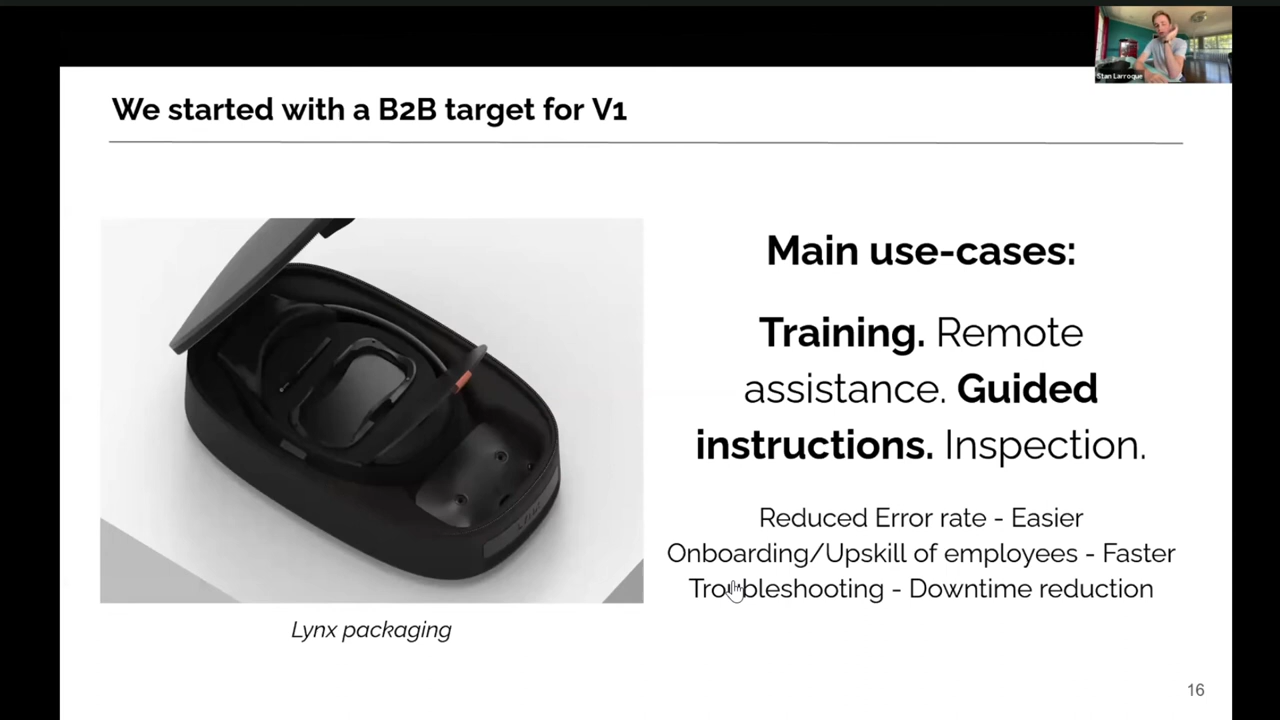 Stan Larroque
We started with a B2B target for V1
Main use-cases:
Training. Remote
assistance. Guided
instructions. Inspection.
Reduced Error rate - Easier
Onboarding/Upskill of employees - Faster
Troubleshooting - Downtime reduction
Lynx packaging
16